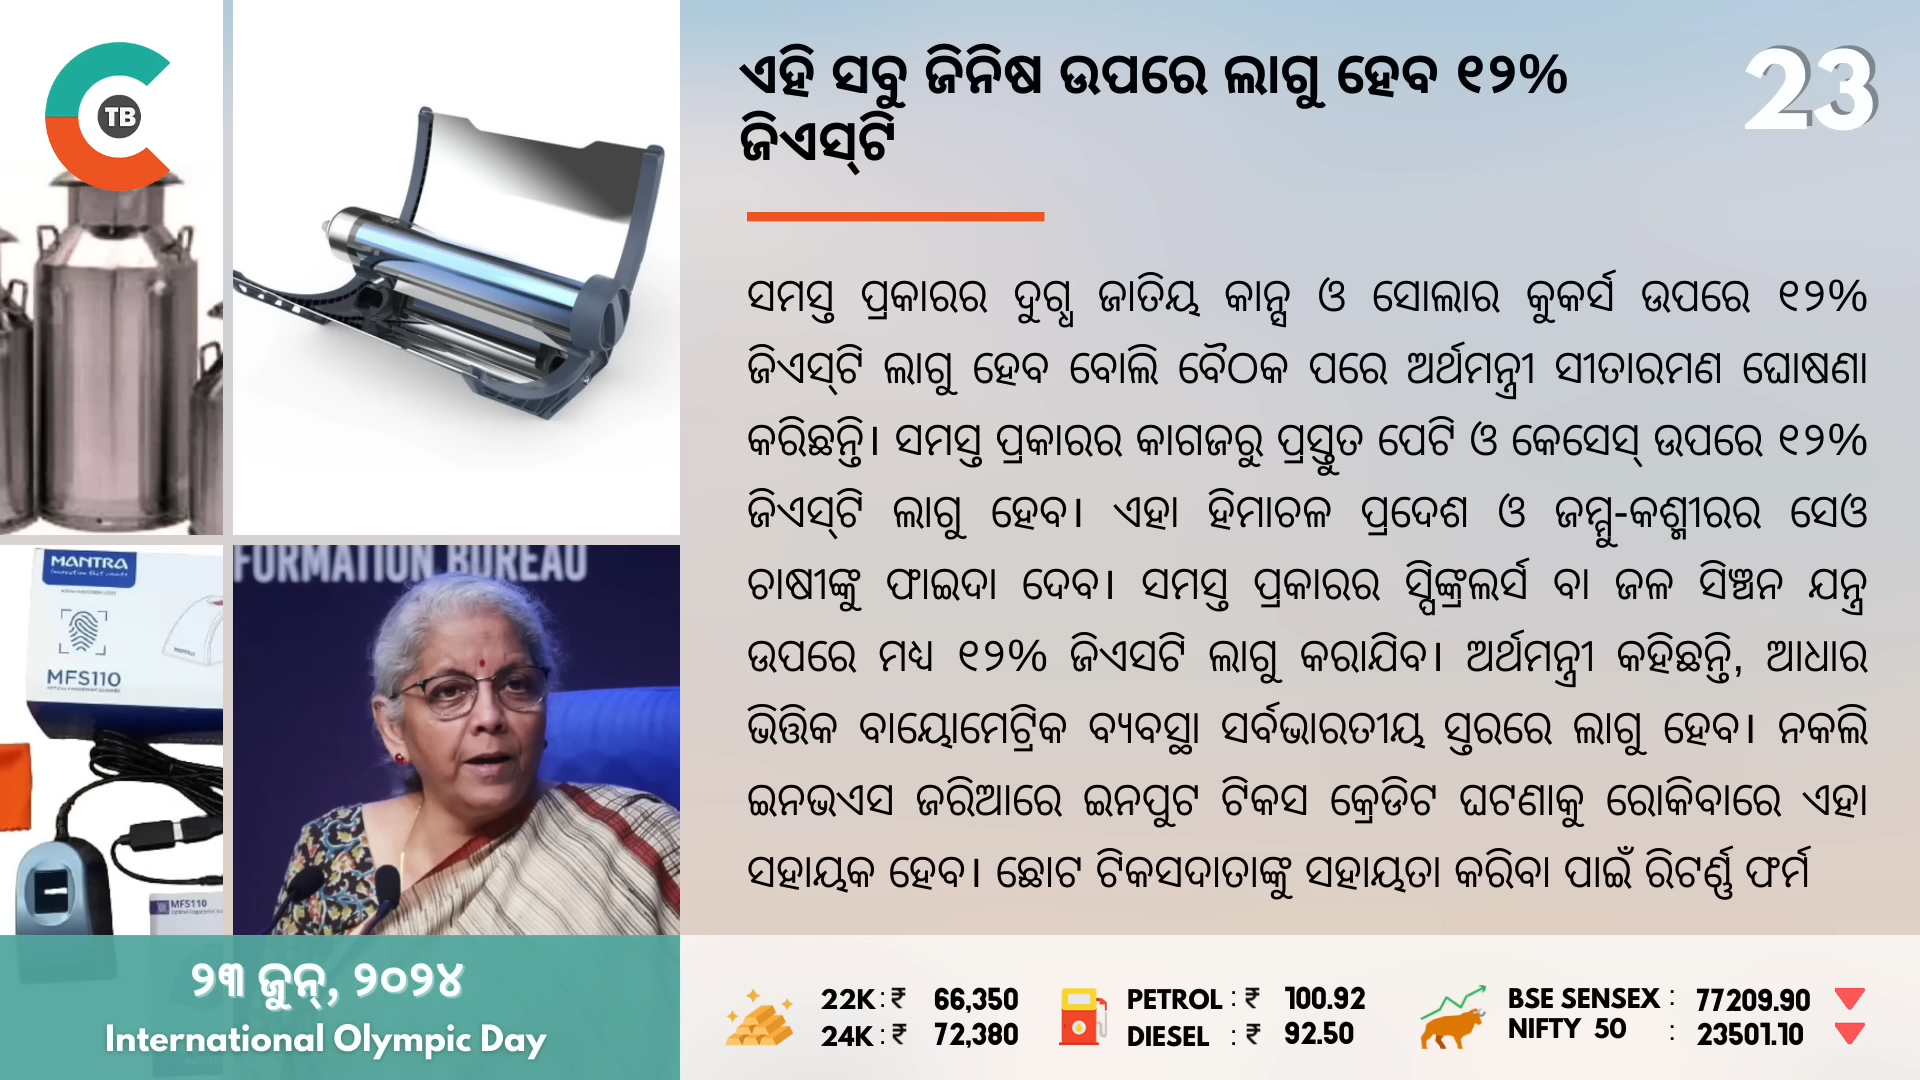 TB
ଏହି ସବୁ ଜିନିଷ ଉପରେ ଲାଗୁ ହେବ ୧୨%
ଜିଏସ୍‌ଟି
23
ସମସ୍ତ ପ୍ରକାରର ଦୁଗ୍ଧ ଜାତିୟ କାନ୍ସ ଓ ସୋଲାର କୁକର୍ସ ଉପରେ ୧୨%
ଜିଏସ୍‌ଟି ଲାଗୁ ହେବ ବୋଲି ବୈଠକ ପରେ ଅର୍ଥମନ୍ତ୍ରୀ ସୀତାରମଣ ଘୋଷଣା
କରିଛନ୍ତି। ସମସ୍ତ ପ୍ରକାରର କାଗଜରୁ ପ୍ରସ୍ତୁତ ପେଟି ଓ କେସେସ୍ ଉପରେ ୧୨%
ଜିଏସ୍‌ଟି ଲାଗୁ ହେବ। ଏହା ହିମାଚଳ ପ୍ରଦେଶ ଓ ଜମ୍ମୁ-କଶ୍ମୀରର ସେଓ
ଚାଷୀଙ୍କୁ ଫାଇଦା ଦେବ। ସମସ୍ତ ପ୍ରକାରର ସ୍ପିଙ୍କ୍ରଲର୍ସ ବା ଜଳ ସିଞ୍ଚନ ଯନ୍ତ୍ର
ଉପରେ ମଧ୍ୟ ୧୨% ଜିଏସଟି ଲାଗୁ କରାଯିବ। ଅର୍ଥମନ୍ତ୍ରୀ କହିଛନ୍ତି, ଆଧାର
ଭିତ୍ତିକ ବାୟୋମେଟ୍ରିକ ବ୍ୟବସ୍ଥା ସର୍ବଭାରତୀୟ ସ୍ତରରେ ଲାଗୁ ହେବ। ନକଲି
ଇନଭଏସ ଜରିଆରେ ଇନପୁଟ ଟିକସ କ୍ରେଡିଟ ଘଟଣାକୁ ରୋକିବାରେ ଏହା
ସହାୟକ ହେବ। ଛୋଟ ଟିକସଦାତାଙ୍କୁ ସହାୟତା କରିବା ପାଇଁ ରିଟର୍ଣ୍ଣ ଫର୍ମ
FORMATION BUREAU
MANTRA
MFS110
MFS110
୨୩ ଜୁନ୍, ୨୦୨୪
International Olympic Day
22K : ₹ 66,350
24K : ₹ 72,380
PETROL : ₹ 100.92
DIESEL : ₹ 92.50
BSE SENSEX : 77209.90
NIFTY 50 : 23501.10